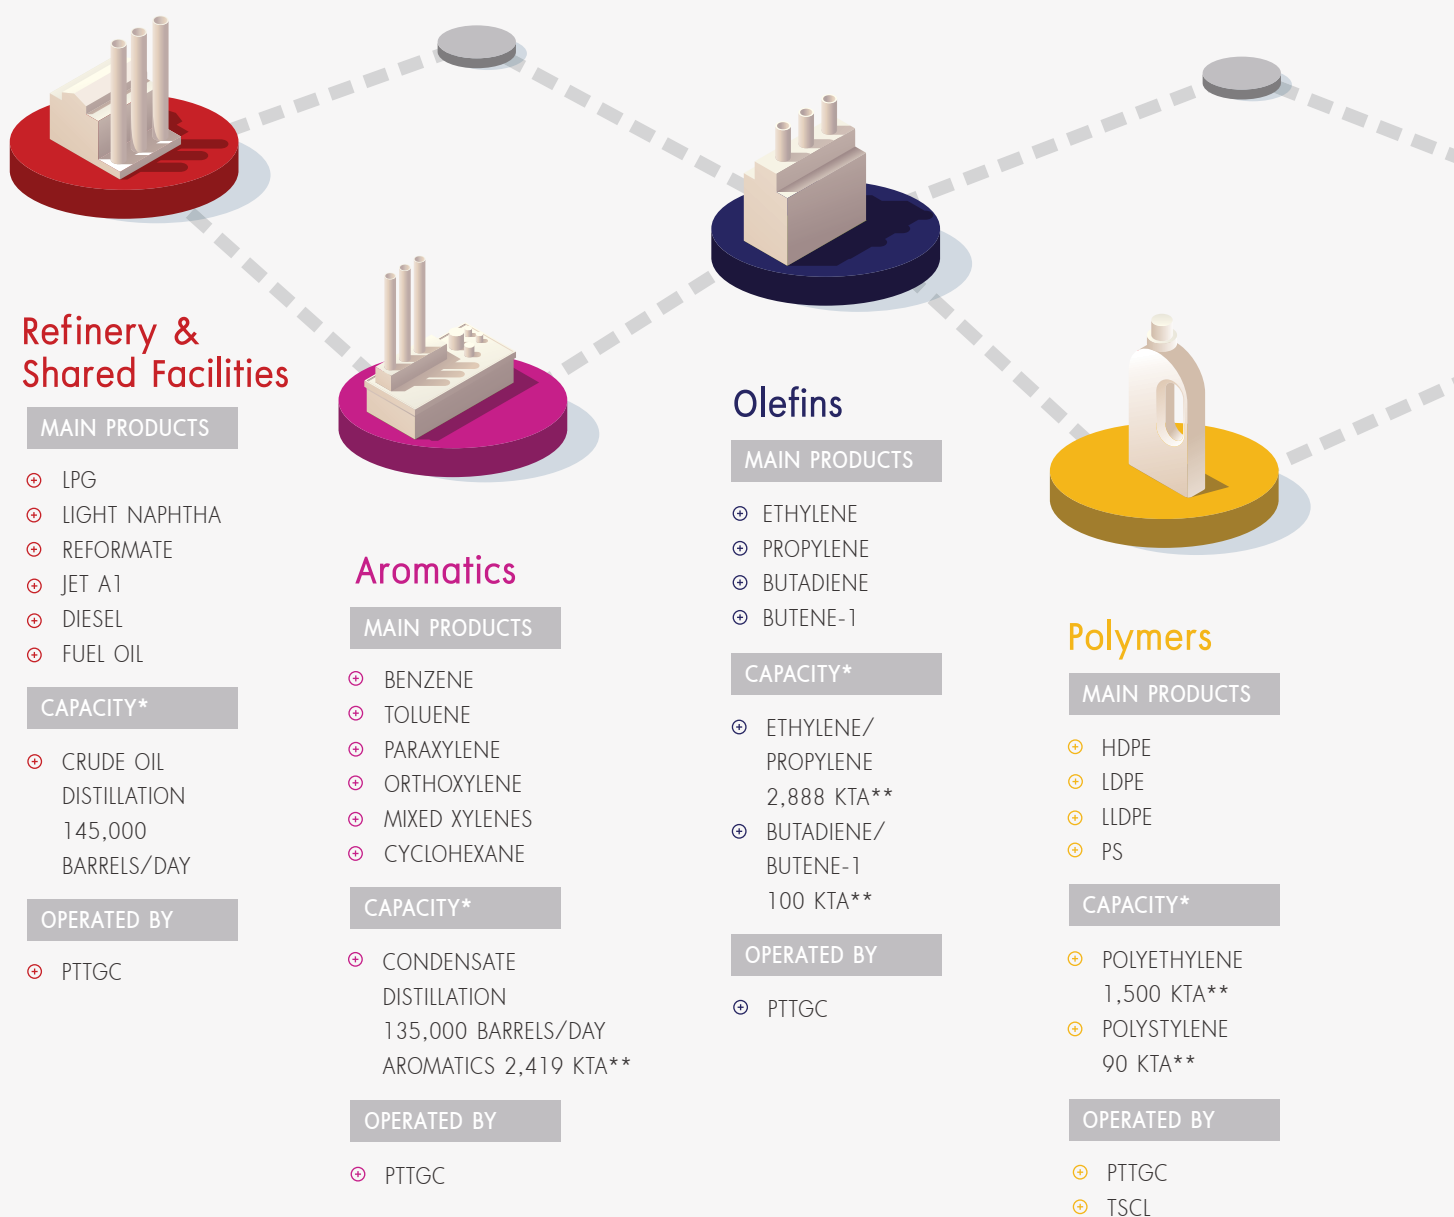 Refinery &
Shared Facilities
MAIN PRODUCTS
LPG
LIGHT NAPHTHA
REFORMATE
JET A1
DIESEL
FUEL OIL
CAPACITY*
CRUDE OIL
DISTILLATION
145,000
BARRELS/DAY
OPERATED BY
PTTGC
Aromatics
MAIN PRODUCTS
BENZENE
TOLUENE
PARAXYLENE
ORTHOXYLENE
MIXED XYLENES
CYCLOHEXANE
CAPACITY*
CONDENSATE
DISTILLATION
135,000 BARRELS/DAY
AROMATICS 2,419 KTA**
OPERATED BY
PTTGC
Olefins
MAIN PRODUCTS
ETHYLENE
PROPYLENE
BUTADIENE
BUTENE-1
CAPACITY*
ETHYLENE/
PROPYLENE
2,888 KTA**
BUTADIENE/
BUTENE-1
100 KTA**
OPERATED BY
PTTGC
Polymers
MAIN PRODUCTS
HDPE
LDPE
LLDPE
PS
CAPACITY*
POLYETHYLENE
1,500 KTA**
POLYSTYLENE
90 KTA**
OPERATED BY
PTTGC
TSCL